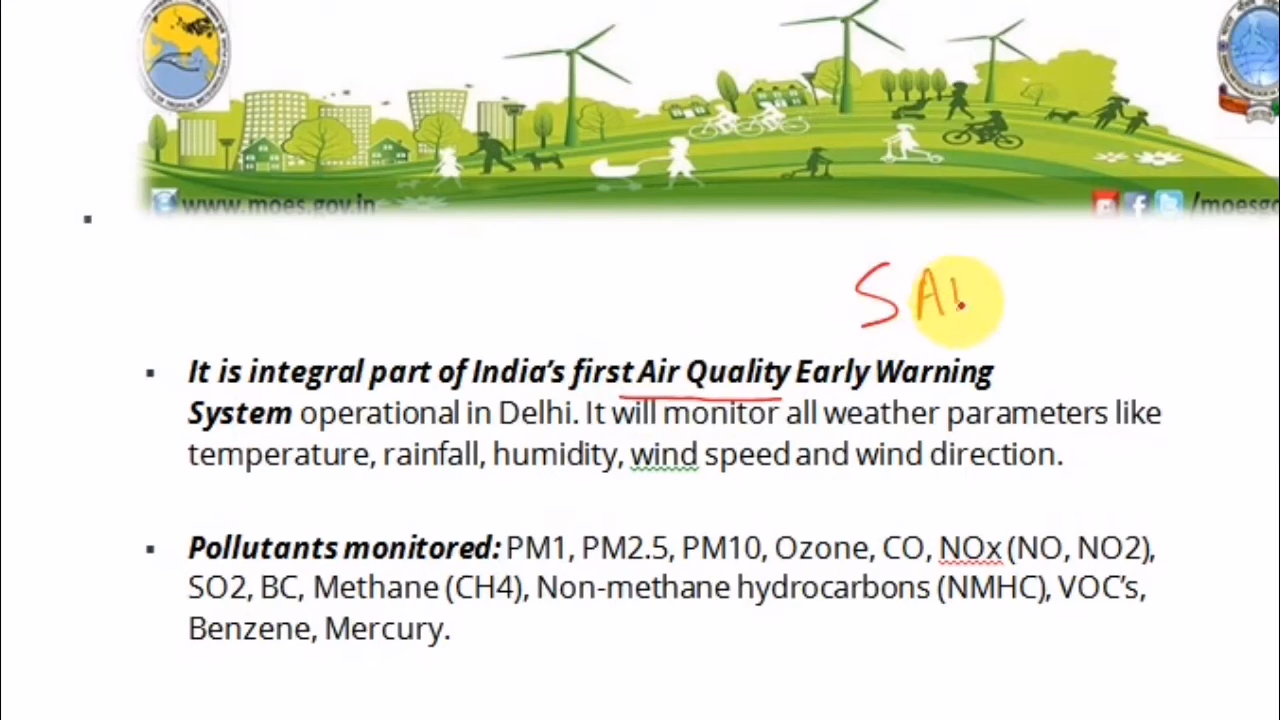 www.moes.gov.in
/moesgo
SAI
It is integral part of India's first Air Quality Early Warning
System operational in Delhi. It will monitor all weather parameters like
temperature, rainfall, humidity, wind speed and wind direction.
Pollutants monitored: PM1, PM2.5, PM10, Ozone, CO, NOx (NO, NO2),
SO2, BC, Methane (CH4), Non-methane hydrocarbons (NMHC), VOC's,
Benzene, Mercury.